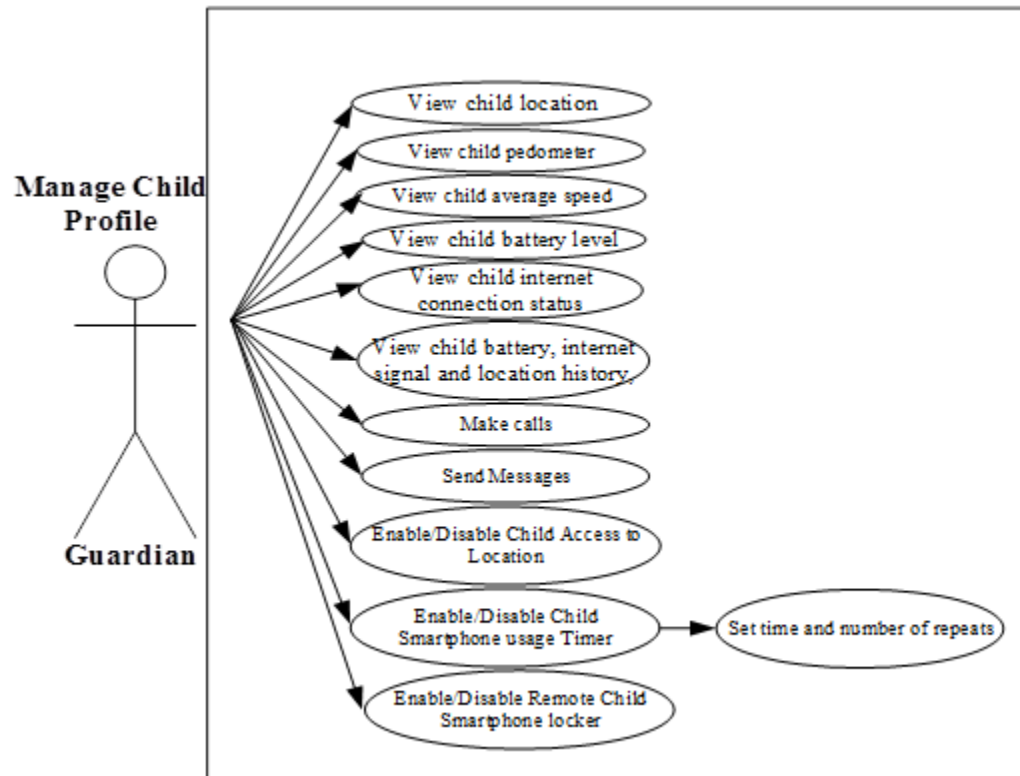 Manage Child
Profile
Guardian
View child location
View child pedometer
View child average speed
View child battery level
View child internet
connection status
View child battery, internet
signal and location history,
Make calls
Send Messages
Enable/Disable Child Access to
Location
Enable/Disable Child
Smartphone usage Timer
Set time and number of repeats
Enable/Disable Remote Child
Smartphone locker